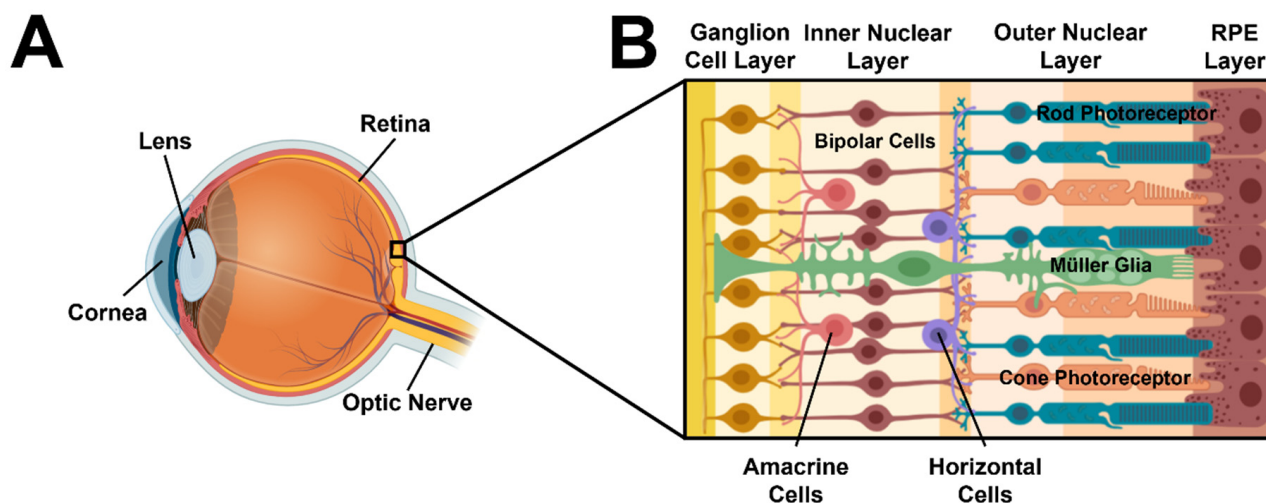 A
Lens
Retina
Cornea
Optic Nerve
B
Ganglion
Cell Layer
Inner Nuclear
Layer
Outer Nuclear
Layer
RPE
Layer
Rod Photoreceptor
Bipolar Cells
Müller Glia
Cone Photoreceptor
Amacrine
Cells
Horizontal
Cells